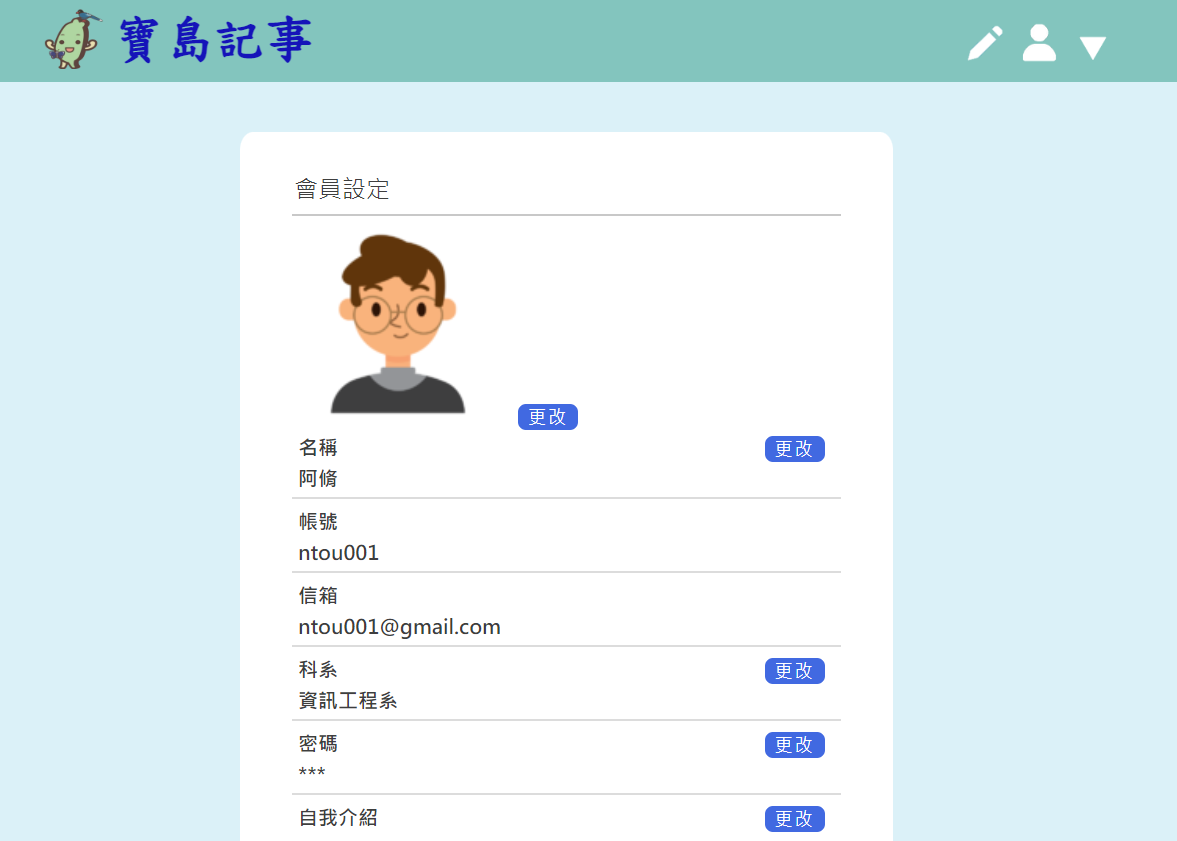 寶島記事
會員設定
更改
名稱 更改
阿脩
帳號
ntou001
信箱
ntou001@gmail.com
科系 更改
資訊工程系
密碼 更改
***
自我介紹 更改